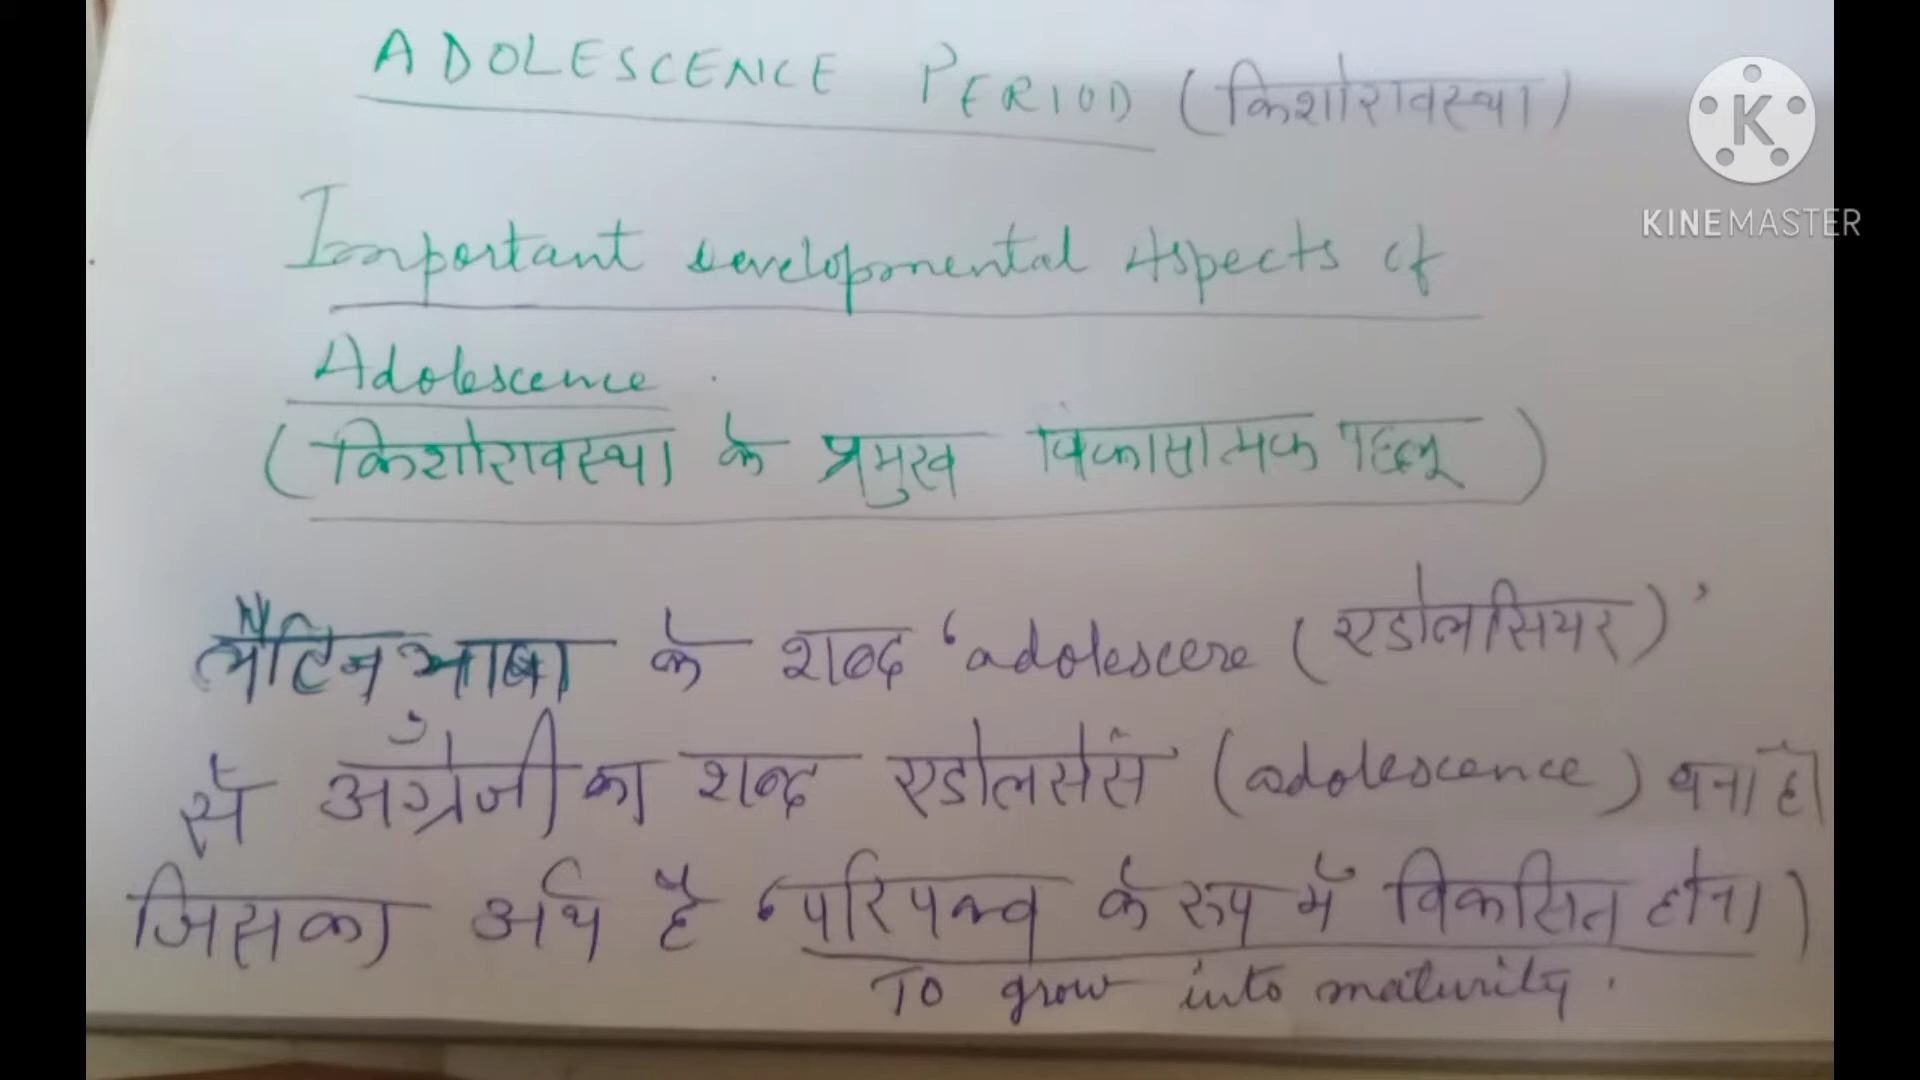 ADOLESCENCE PERIOD (किशोरावस्था)
K
KINEMASTER
Important Developmental Aspects of
Adolescence
(किशोरावस्था के प्रमुख विकासात्मक पहलू)
लैटिन भाषा के शब्द 'adolescere (एडोलसियर)'
से अंग्रेजी का शब्द एडोलसेंस (adolescence) बना है।
जिसका अर्थ है 'परिपक्व के रूप में विकसित होना)
To grow into maturity.